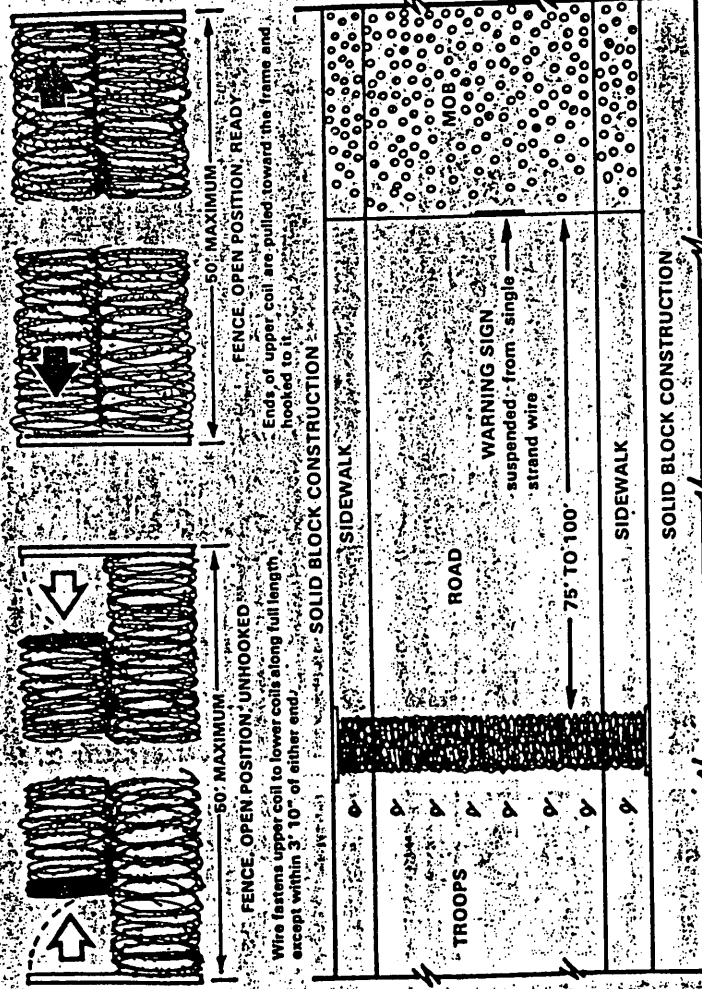 50' MAXIMUM
FENCE, OPEN POSITION, UNHOOKED
Wire fastens upper coil to lower coils along full length
except within 3' 10" of either end.
50' MAXIMUM
FENCE, OPEN POSITION, READY
Ends of upper coil are pulled toward the frame and
hooked to it.
SOLID BLOCK CONSTRUCTION
SIDEWALK
TROOPS
ROAD
WARNING SIGN
suspended from single
strand wire
MOB
75' TO 100'
SIDEWALK
SOLID BLOCK CONSTRUCTION